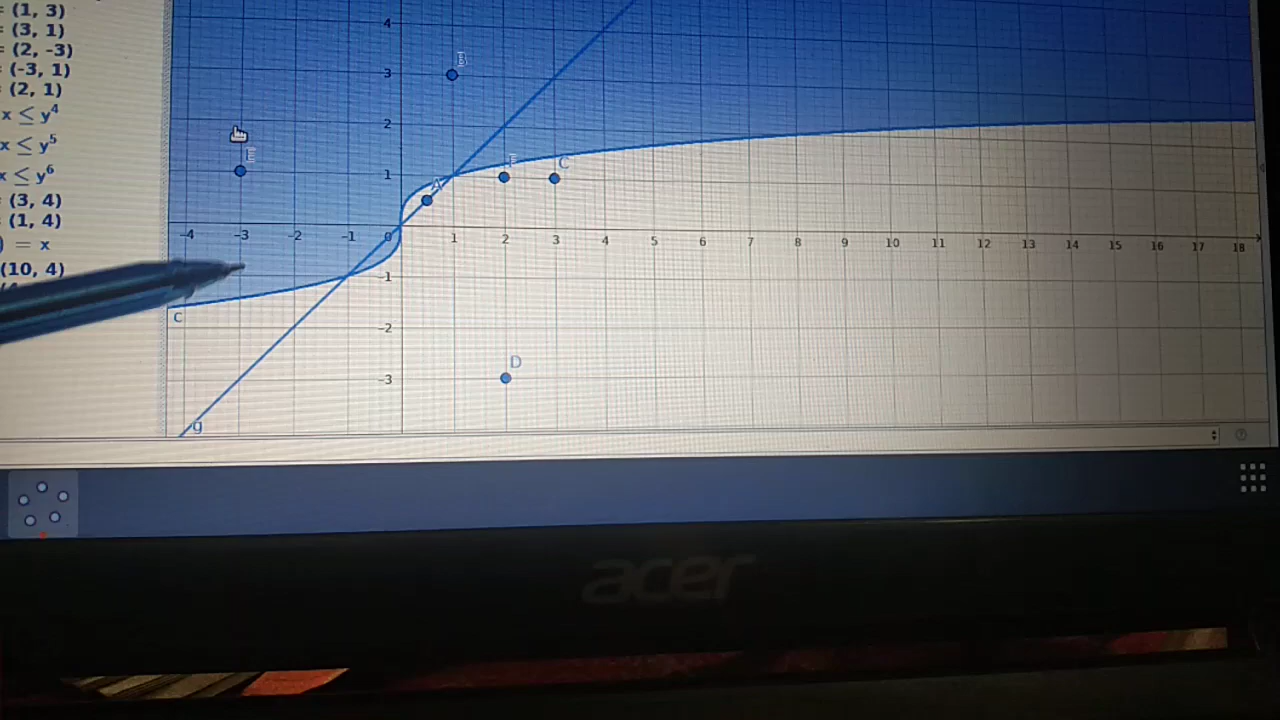 = (1, 3)
= (3, 1)
= (2, -3)
= (-3, 1)
= (2, 1)
x ≤ y⁴
x ≤ y⁵
x ≤ y⁶
= (3, 4)
= (1, 4)
) = x
(10, 4)
4
3
2
1
-4 -3 -2 -1 0 1 2 3 4 5 6 7 8 9 10 11 12 13 14 15 16 17 18
-1
-2
-3
A
C
D
c
g
acer